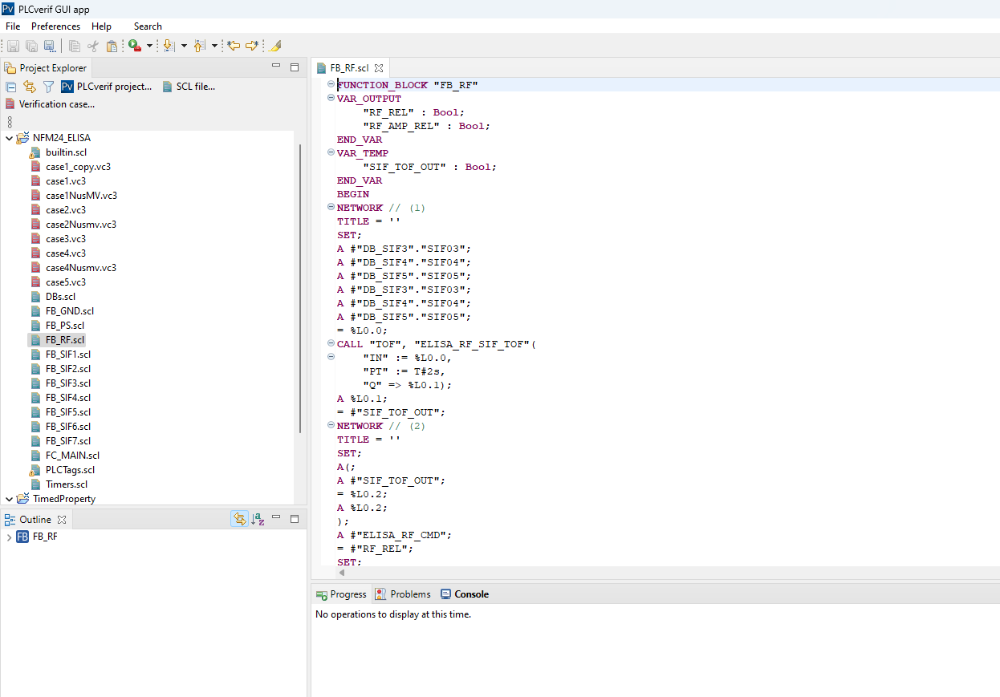 PLCverif GUI app
File Preferences Help Search
Project Explorer
PLCverif project... SCL file...
Verification case...
NFM24_ELISA
builtin.scl
case1_copy.vc3
case1.vc3
case1NusMV.vc3
case2.vc3
case2Nusmv.vc3
case3.vc3
case4.vc3
case4Nusmv.vc3
case5.vc3
DBs.scl
FB_GND.scl
FB_PS.scl
FB_RF.scl
FB_SIF1.scl
FB_SIF2.scl
FB_SIF3.scl
FB_SIF4.scl
FB_SIF5.scl
FB_SIF6.scl
FB_SIF7.scl
FC_MAIN.scl
PLCTags.scl
Timers.scl
TimedProperty
Outline
FB FB_RF
FB_RF.scl
FUNCTION_BLOCK "FB_RF"
VAR_OUTPUT
"RF_REL" : Bool;
"RF_AMP_REL" : Bool;
END_VAR
VAR_TEMP
"SIF_TOF_OUT" : Bool;
END_VAR
BEGIN
NETWORK // (1)
TITLE = ''
SET;
A #"DB_SIF3"."SIF03";
A #"DB_SIF4"."SIF04";
A #"DB_SIF5"."SIF05";
A #"DB_SIF3"."SIF03";
A #"DB_SIF4"."SIF04";
A #"DB_SIF5"."SIF05";
= %L0.0;
CALL "TOF", "ELISA_RF_SIF_TOF"(
"IN" := %L0.0,
"PT" := T#2s,
"Q" => %L0.1);
A %L0.1;
= #"SIF_TOF_OUT";
NETWORK // (2)
TITLE = ''
SET;
A(;
A #"SIF_TOF_OUT";
= %L0.2;
A %L0.2;
);
A #"ELISA_RF_CMD";
= #"RF_REL";
SET;
Progress Problems Console
No operations to display at this time.